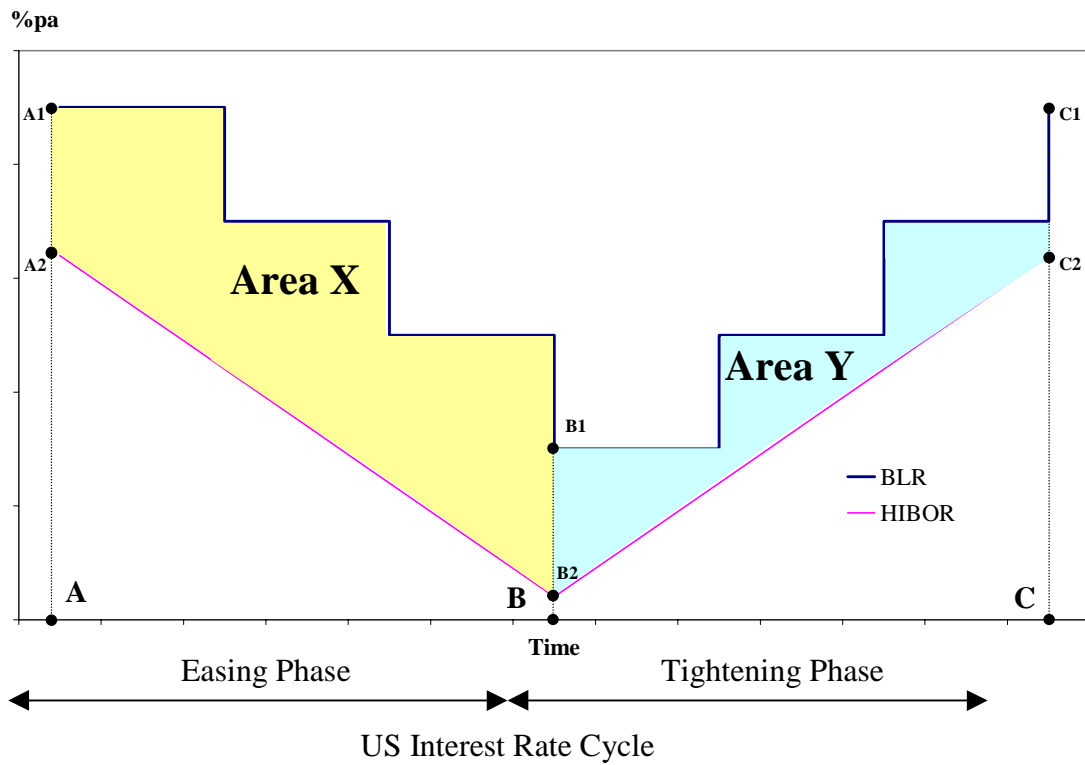 %pa
A1
C1
A2
Area X
C2
Area Y
B1
BLR
HIBOR
B2
A
B
C
Time
Easing Phase
Tightening Phase
US Interest Rate Cycle